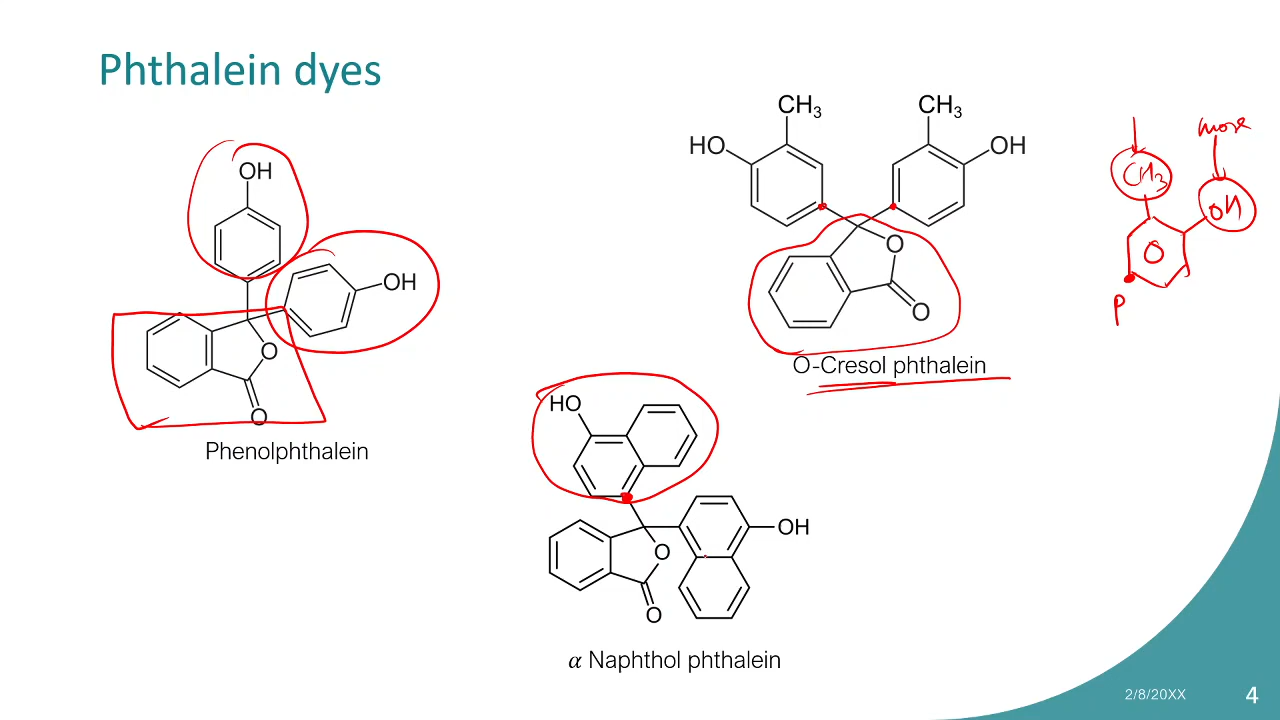 Phthalein dyes
OH
OH
O
O
Phenolphthalein
CH₃
CH₃
HO
OH
O
O
O-Cresol phthalein
more
CH₃
OH
P
HO
OH
O
O
α Naphthol phthalein
2/8/20XX
4